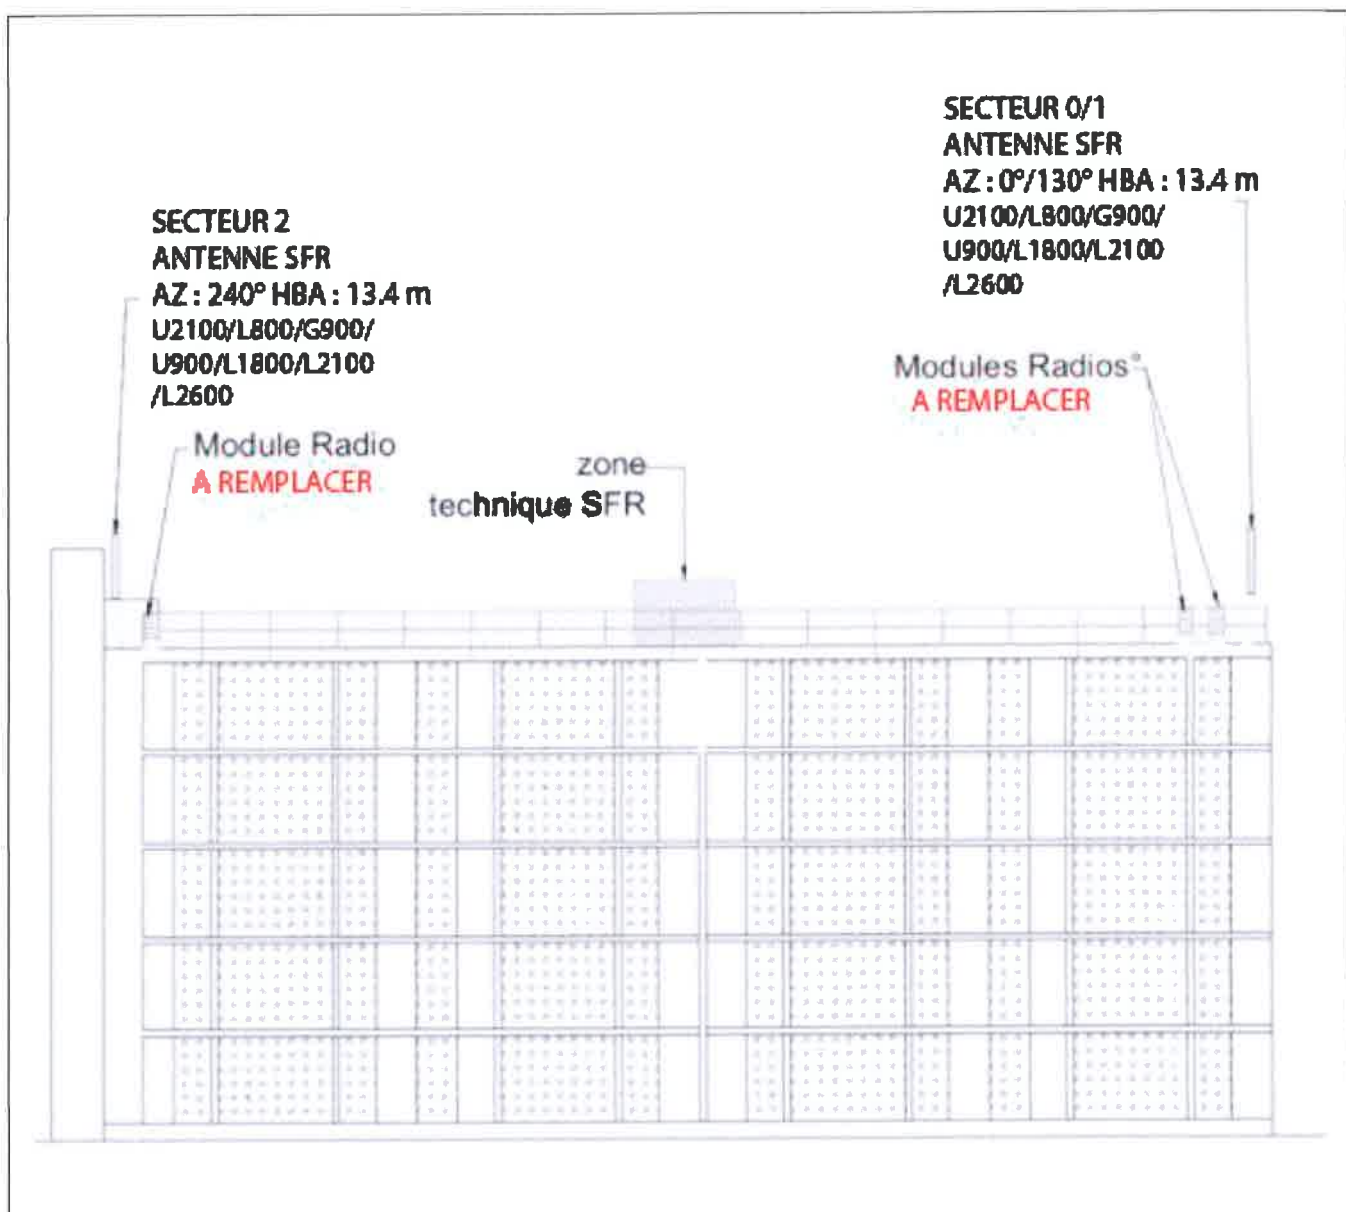 SECTEUR 0/1
ANTENNE SFR
AZ : 0°/130° HBA : 13.4 m
U2100/L800/G900/
U900/L1800/L2100
/L2600
SECTEUR 2
ANTENNE SFR
AZ : 240° HBA : 13.4 m
U2100/L800/G900/
U900/L1800/L2100
/L2600
Modules Radios°
A REMPLACER
Module Radio
A REMPLACER
zone
technique SFR